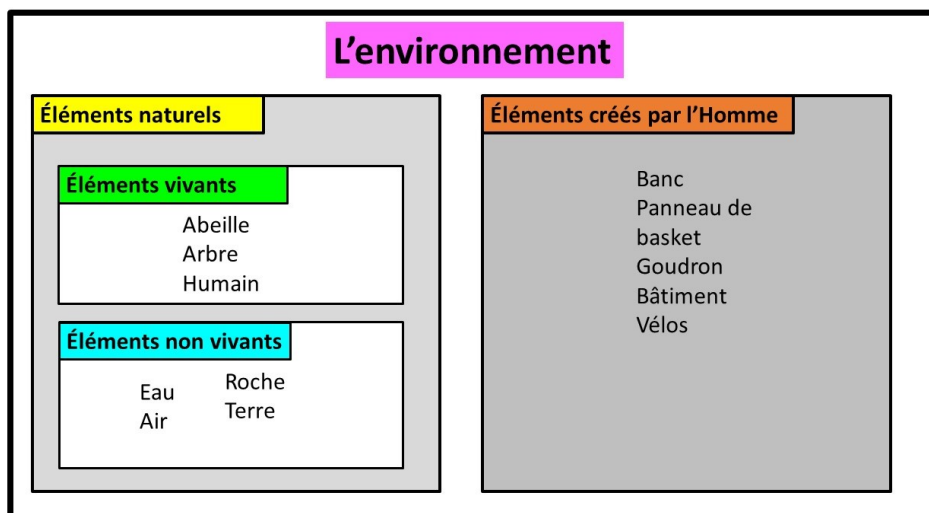 L'environnement
Éléments naturels
Éléments vivants
Abeille
Arbre
Humain
Éléments non vivants
Eau
Air
Roche
Terre
Éléments créés par l'Homme
Banc
Panneau de
basket
Goudron
Bâtiment
Vélos